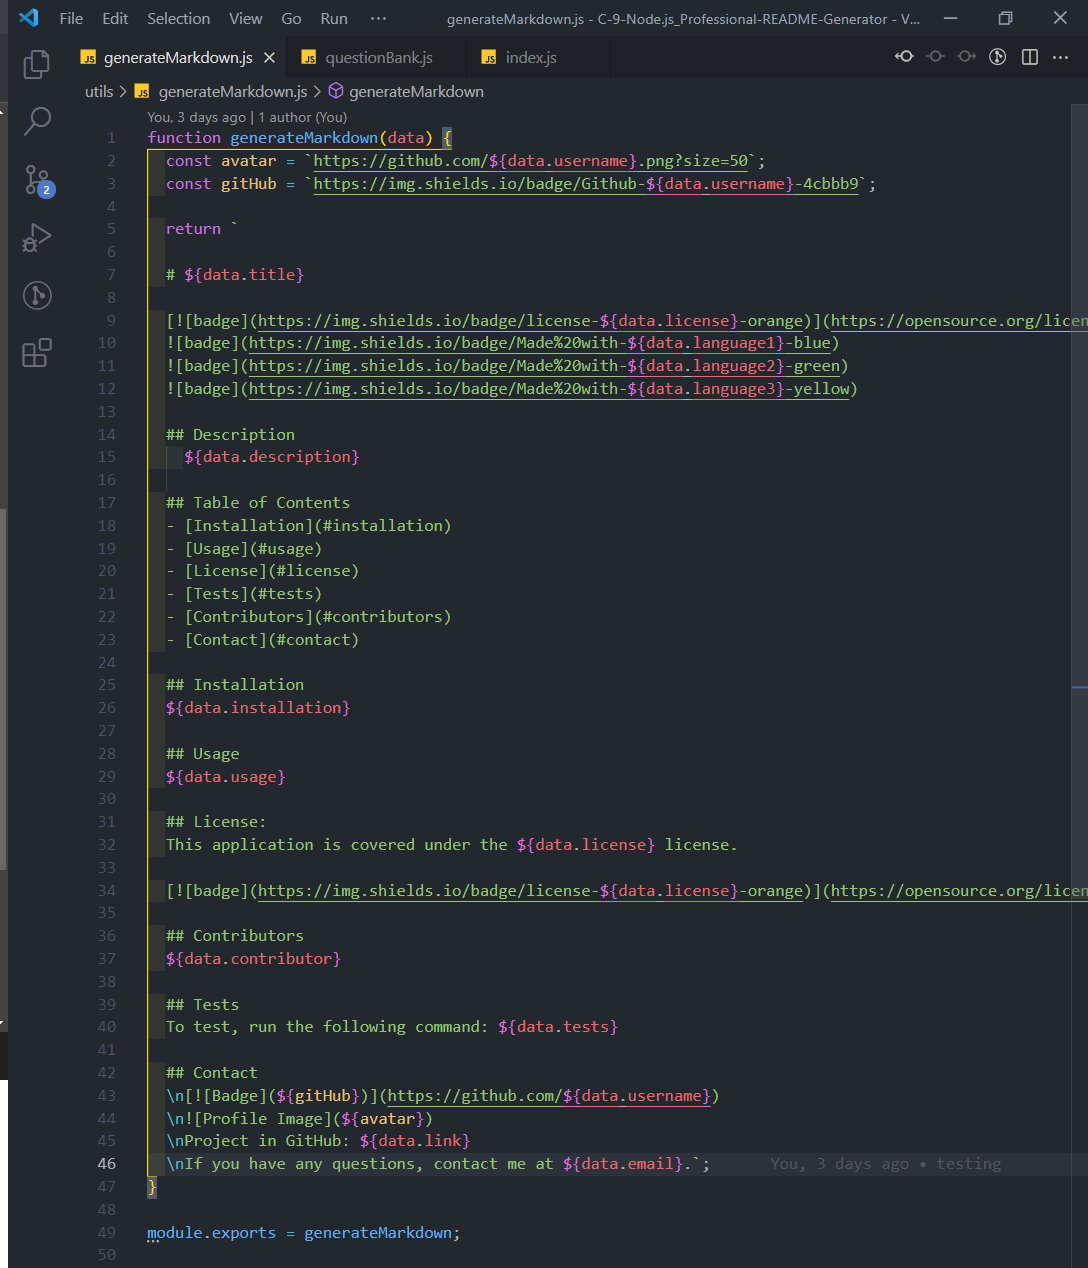 File Edit Selection View Go Run ··· generateMarkdown.js - C-9-Node.js_Professional-README-Generator - V...
JS generateMarkdown.js JS questionBank.js JS index.js
utils > JS generateMarkdown.js > generateMarkdown
You, 3 days ago | 1 author (You)
1 function generateMarkdown(data) {
2 const avatar = `https://github.com/${data.username}.png?size=50`;
3 const gitHub = `https://img.shields.io/badge/Github-${data.username}-4cbbb9`;
4
5 return `
6
7 # ${data.title}
8
9 [![badge](https://img.shields.io/badge/license-${data.license}-orange)](https://opensource.org/licen
10 ![badge](https://img.shields.io/badge/Made%20with-${data.language1}-blue)
11 ![badge](https://img.shields.io/badge/Made%20with-${data.language2}-green)
12 ![badge](https://img.shields.io/badge/Made%20with-${data.language3}-yellow)
13
14 ## Description
15 ${data.description}
16
17 ## Table of Contents
18 - [Installation](#installation)
19 - [Usage](#usage)
20 - [License](#license)
21 - [Tests](#tests)
22 - [Contributors](#contributors)
23 - [Contact](#contact)
24
25 ## Installation
26 ${data.installation}
27
28 ## Usage
29 ${data.usage}
30
31 ## License:
32 This application is covered under the ${data.license} license.
33
34 [![badge](https://img.shields.io/badge/license-${data.license}-orange)](https://opensource.org/licen
35
36 ## Contributors
37 ${data.contributor}
38
39 ## Tests
40 To test, run the following command: ${data.tests}
41
42 ## Contact
43 \n[![Badge](${gitHub})](https://github.com/${data.username})
44 \n![Profile Image](${avatar})
45 \nProject in GitHub: ${data.link}
46 \nIf you have any questions, contact me at ${data.email}.`; You, 3 days ago • testing
47 }
48
49 module.exports = generateMarkdown;
50
2